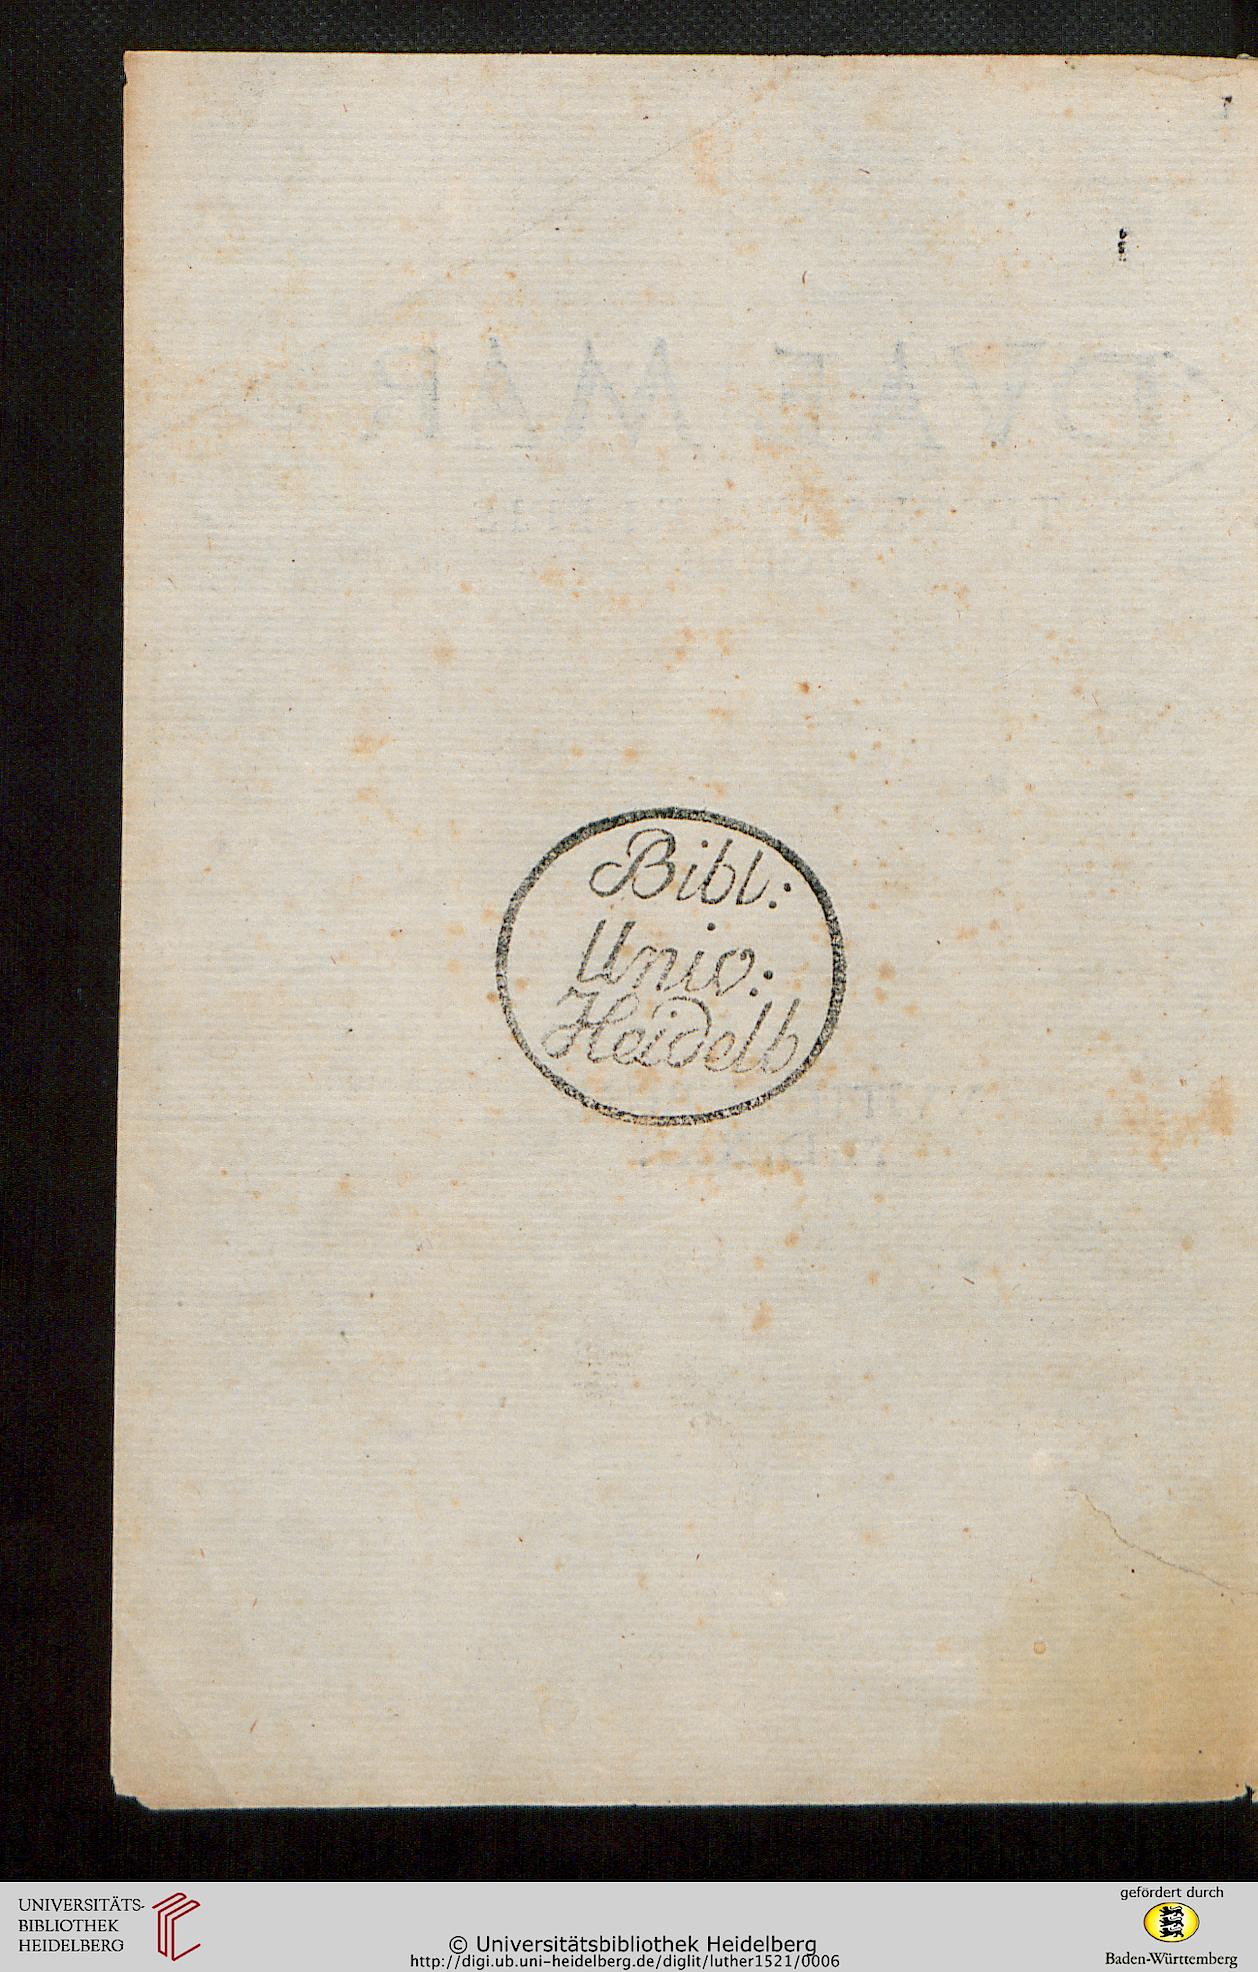 Bibl:
Univ:
Heidelb
UNIVERSITÄTS-
BIBLIOTHEK
HEIDELBERG
© Universitätsbibliothek Heidelberg
http://digi.ub.uni-heidelberg.de/diglit/luther1521/0006
gefördert durch
Baden-Württemberg